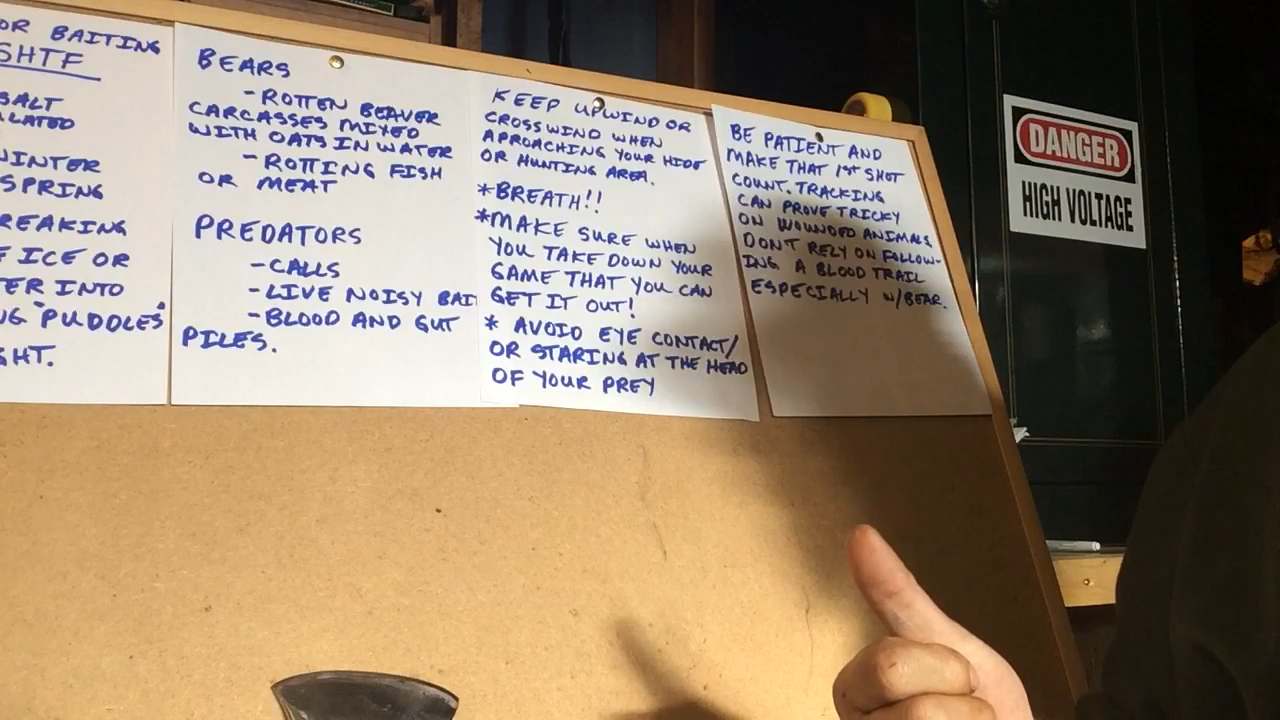 OR BAITING
SHTF
SALT
ALATED
WINTER
SPRING
REAKING
F ICE OR
TER INTO
NG "PUDDLES"
GHT.
BEARS
-ROTTEN BEAVER
CARCASSES MIXED
WITH OATS IN WATER
-ROTTING FISH
OR MEAT
PREDATORS
-CALLS
-LIVE NOISY BAI
-BLOOD AND GUT
PILES.
KEEP UPWIND OR
CROSSWIND WHEN
APROACHING YOUR HIDE
OR HUNTING AREA.
*BREATH!!
*MAKE SURE WHEN
YOU TAKE DOWN YOUR
GAME THAT YOU CAN
GET IT OUT!
* AVOID EYE CONTACT/
OR STARING AT THE HEAD
OF YOUR PREY
BE PATIENT AND
MAKE THAT 1ST SHOT
COUNT. TRACKING
CAN PROVE TRICKY
ON WOUNDED ANIMALS.
DON'T RELY ON FOLLOW-
ING A BLOOD TRAIL
ESPECIALLY W/BEAR.
DANGER
HIGH VOLTAGE